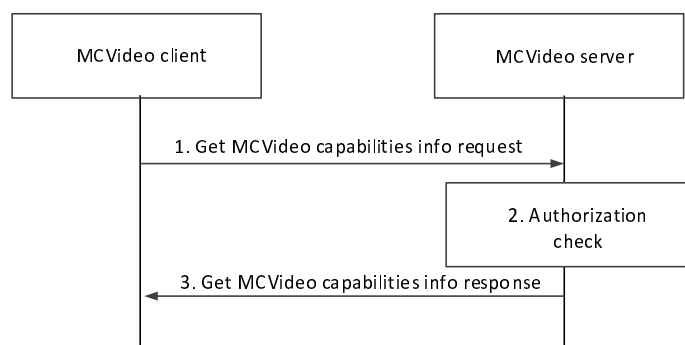 MCVideo client
MCVideo server
1. Get MCVideo capabilities info request
2. Authorization
check
3. Get MCVideo capabilities info response